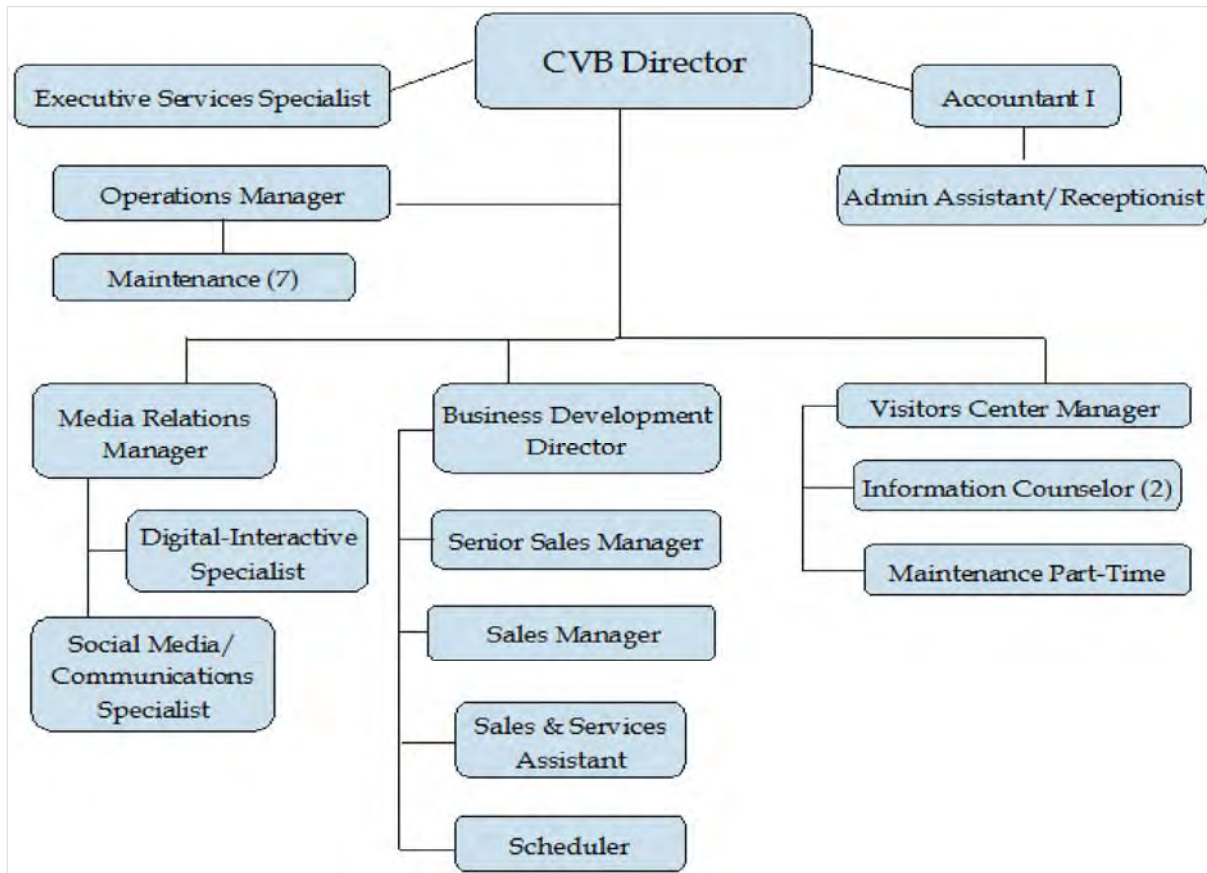 CVB Director
Executive Services Specialist
Accountant I
Operations Manager
Admin Assistant/Receptionist
Maintenance (7)
Media Relations
Manager
Business Development
Director
Visitors Center Manager
Information Counselor (2)
Digital-Interactive
Specialist
Senior Sales Manager
Maintenance Part-Time
Social Media/
Communications
Specialist
Sales Manager
Sales & Services
Assistant
Scheduler